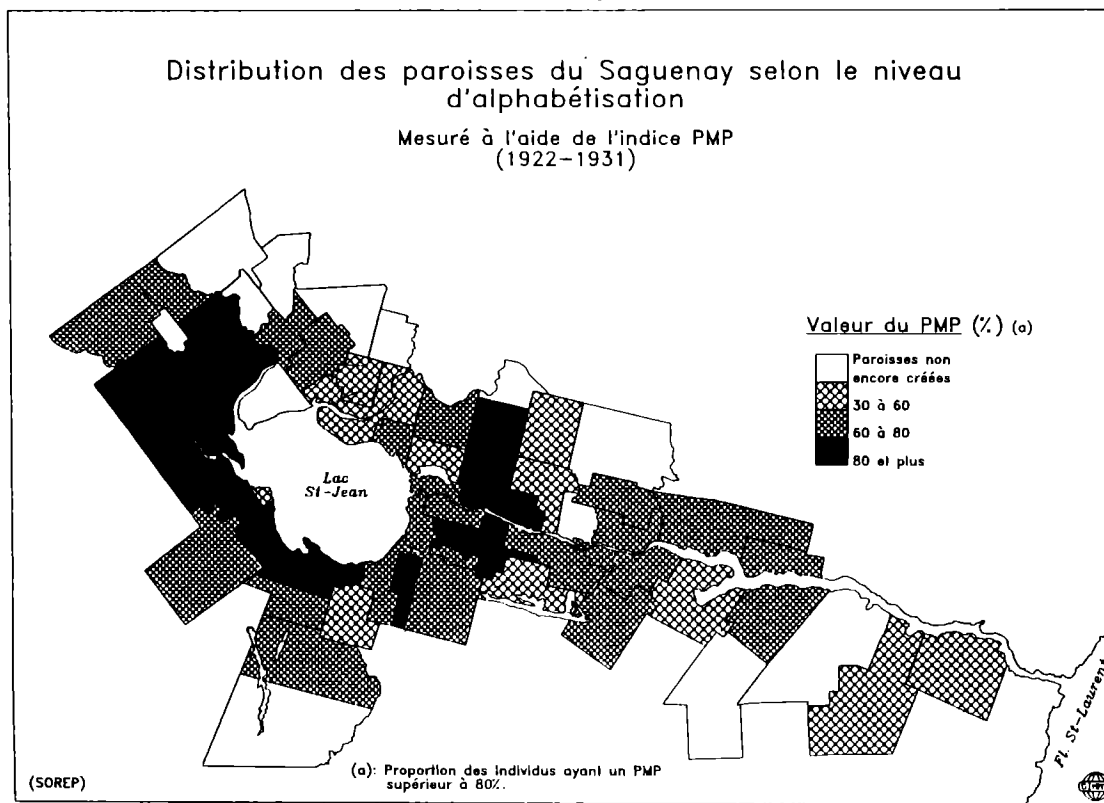 Distribution des paroisses du Saguenay selon le niveau
d'alphabétisation
Mesuré à l'aide de l'indice PMP
(1922-1931)
Valeur du PMP (%) (a)
Paroisses non
encore créées
30 à 60
60 à 80
80 et plus
Lac
St-Jean
Fl. St-Laurent
(a): Proportion des individus ayant un PMP
supérieur à 80%.
(SOREP)